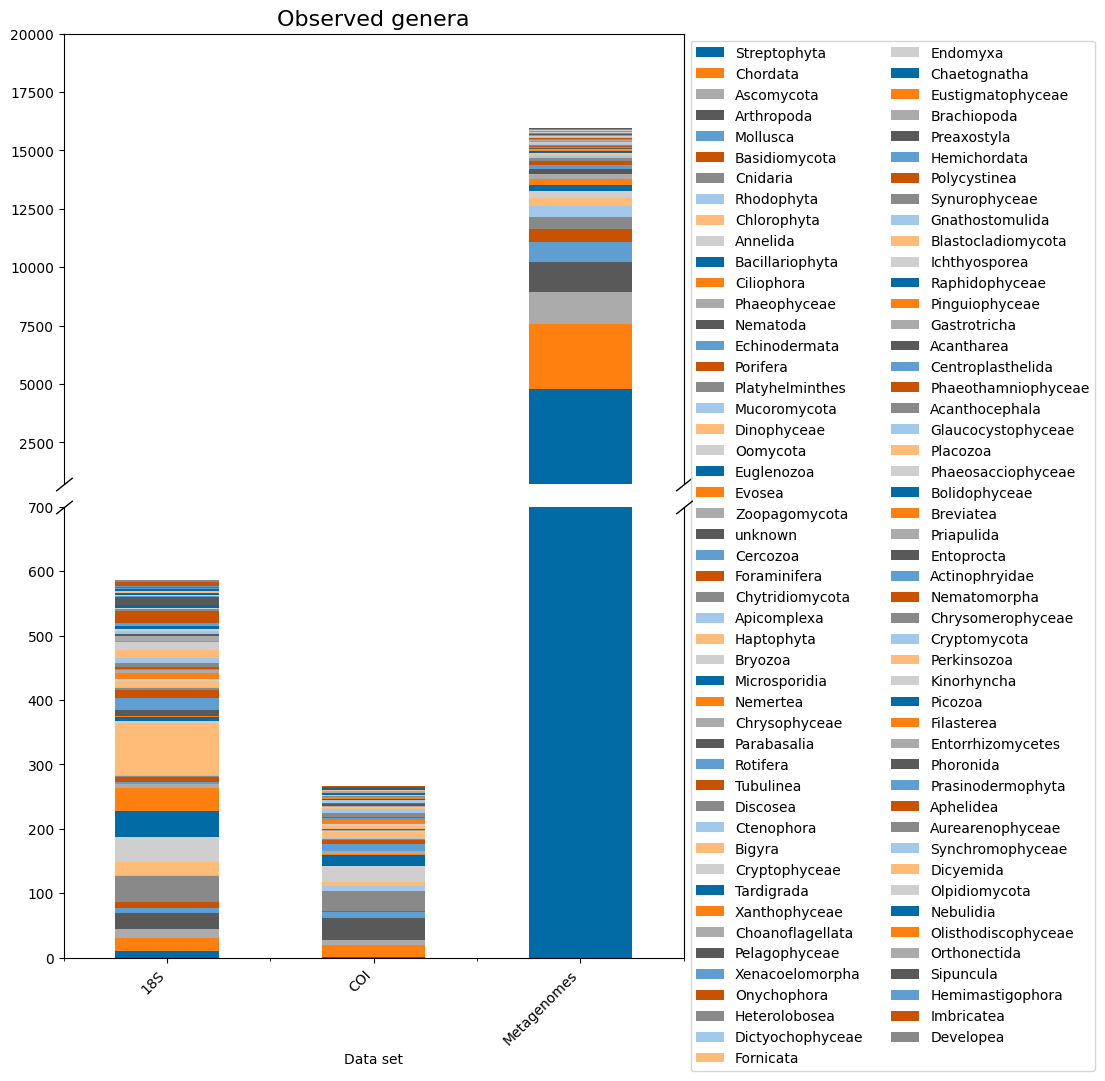 Observed genera
20000
17500
15000
12500
10000
7500
5000
2500
700
600
500
400
300
200
100
0
18S
COI
Metagenomes
Data set
Streptophyta
Chordata
Ascomycota
Arthropoda
Mollusca
Basidiomycota
Cnidaria
Rhodophyta
Chlorophyta
Annelida
Bacillariophyta
Ciliophora
Phaeophyceae
Nematoda
Echinodermata
Porifera
Platyhelminthes
Mucoromycota
Dinophyceae
Oomycota
Euglenozoa
Evosea
Zoopagomycota
unknown
Cercozoa
Foraminifera
Chytridiomycota
Apicomplexa
Haptophyta
Bryozoa
Microsporidia
Nemertea
Chrysophyceae
Parabasalia
Rotifera
Tubulinea
Discosea
Ctenophora
Bigyra
Cryptophyceae
Tardigrada
Xanthophyceae
Choanoflagellata
Pelagophyceae
Xenacoelomorpha
Onychophora
Heterolobosea
Dictyochophyceae
Fornicata
Endomyxa
Chaetognatha
Eustigmatophyceae
Brachiopoda
Preaxostyla
Hemichordata
Polycystinea
Synurophyceae
Gnathostomulida
Blastocladiomycota
Ichthyosporea
Raphidophyceae
Pinguiophyceae
Gastrotricha
Acantharea
Centroplasthelida
Phaeothamniophyceae
Acanthocephala
Glaucocystophyceae
Placozoa
Phaeosacciophyceae
Bolidophyceae
Breviatea
Priapulida
Entoprocta
Actinophryidae
Nematomorpha
Chrysomerophyceae
Cryptomycota
Perkinsozoa
Kinorhyncha
Picozoa
Filasterea
Entorrhizomycetes
Phoronida
Prasinodermophyta
Aphelidea
Aurearenophyceae
Synchromophyceae
Dicyemida
Olpidiomycota
Nebulidia
Olisthodiscophyceae
Orthonectida
Sipuncula
Hemimastigophora
Imbricatea
Developea